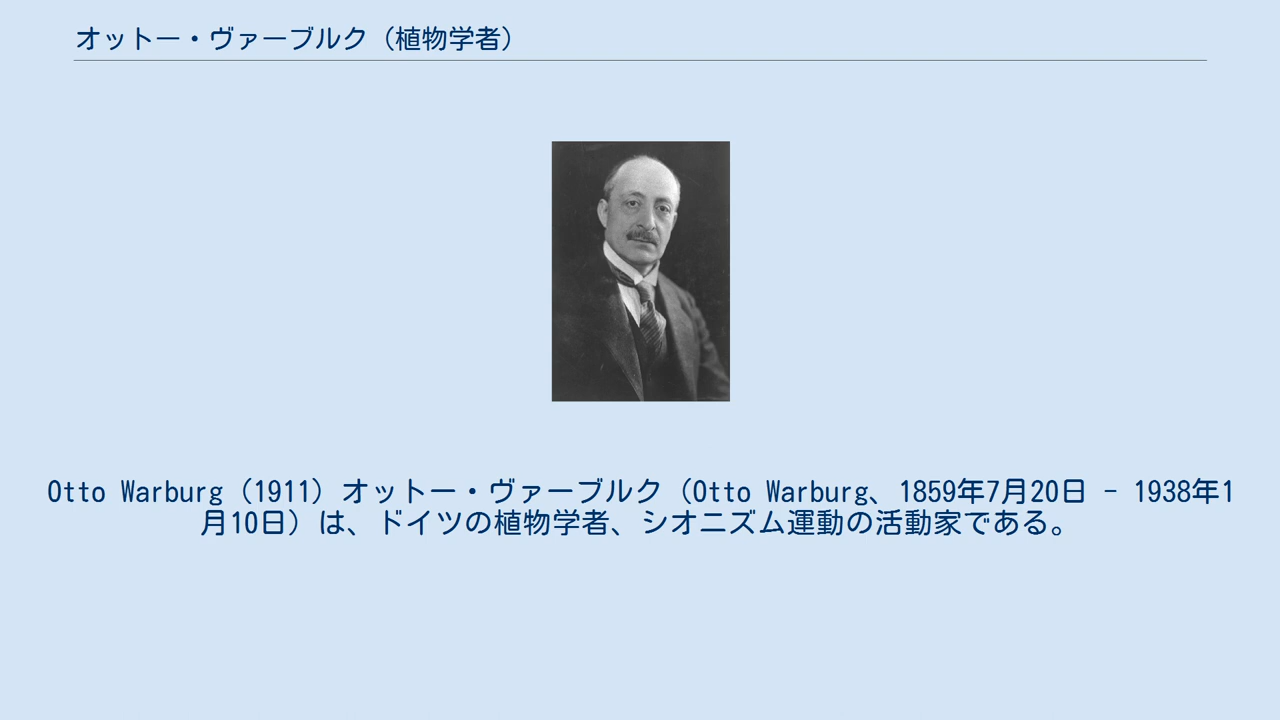 オットー・ヴァーブルク（植物学者）
Otto Warburg（1911）オットー・ヴァーブルク（Otto Warburg、1859年7月20日 - 1938年1
月10日）は、ドイツの植物学者、シオニズム運動の活動家である。